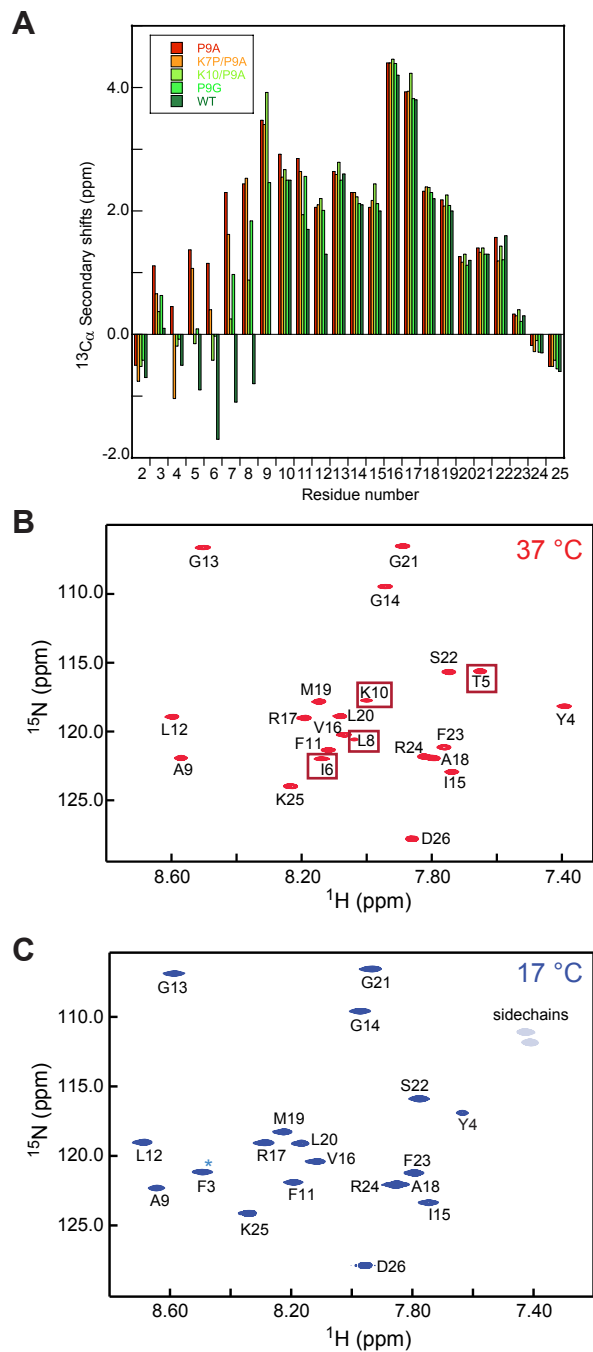 A
P9A
K7P/P9A
K10/P9A
P9G
WT
4.0
2.0
0.0
-2.0
13Cα Secondary shifts (ppm)
2 3 4 5 6 7 8 9 10 11 12 13 14 15 16 17 18 19 20 21 22 23 24 25
Residue number
B
37 °C
G13
G21
G14
110.0
S22
T5
115.0
M19
K10
L12
R17
V16
L20
Y4
120.0
F11
L8
F23
A9
I6
R24
A18
I15
K25
125.0
D26
15N (ppm)
8.60 8.20 7.80 7.40
1H (ppm)
C
17 °C
G13
G21
G14
sidechains
110.0
S22
115.0
Y4
M19
L12
R17
L20
V16
120.0
*
F3
F23
A9
F11
R24
A18
I15
K25
125.0
D26
15N (ppm)
8.60 8.20 7.80 7.40
1H (ppm)